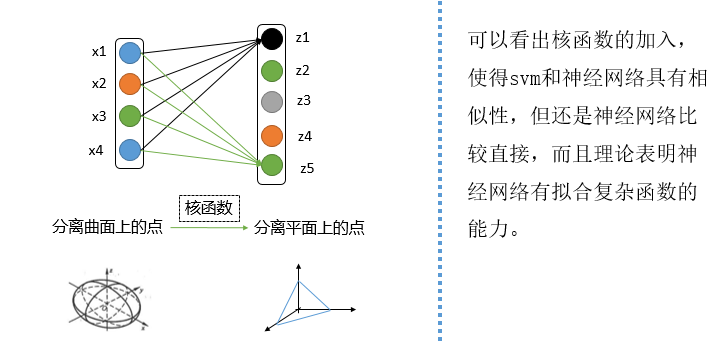 x1
x2
x3
x4
z1
z2
z3
z4
z5
核函数
分离曲面上的点
分离平面上的点
可以看出核函数的加入，
使得svm和神经网络具有相
似性，但还是神经网络比
较直接，而且理论表明神
经网络有拟合复杂函数的
能力。